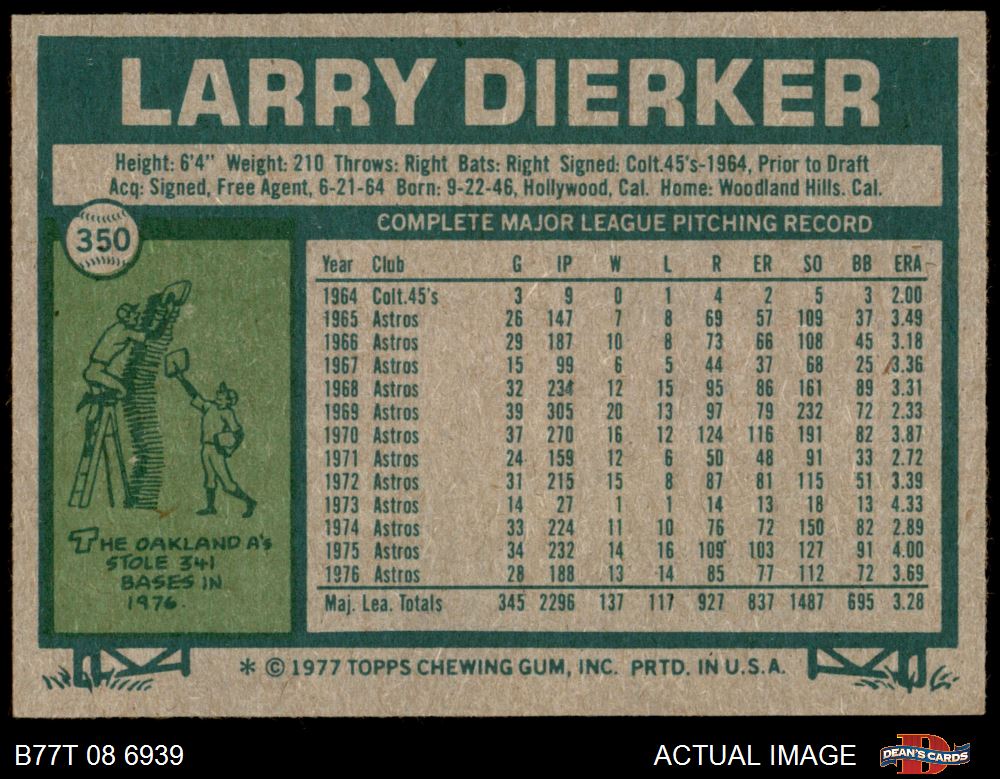 LARRY DIERKER
Height: 6'4" Weight: 210 Throws: Right Bats: Right Signed: Colt.45's-1964, Prior to Draft
Acq: Signed, Free Agent, 6-21-64 Born: 9-22-46, Hollywood, Cal. Home: Woodland Hills. Cal.
350
COMPLETE MAJOR LEAGUE PITCHING RECORD
Year Club G IP W L R ER SO BB ERA
1964 Colt.45's 3 9 0 1 4 2 5 3 2.00
1965 Astros 26 147 7 8 69 57 109 37 3.49
1966 Astros 29 187 10 8 73 66 108 45 3.18
1967 Astros 15 99 6 5 44 37 68 25 3.36
1968 Astros 32 234 12 15 95 86 161 89 3.31
1969 Astros 39 305 20 13 97 79 232 72 2.33
1970 Astros 37 270 16 12 124 116 191 82 3.87
1971 Astros 24 159 12 6 50 48 91 33 2.72
1972 Astros 31 215 15 8 87 81 115 51 3.39
1973 Astros 14 27 1 1 14 13 18 13 4.33
1974 Astros 33 224 11 10 76 72 150 82 2.89
1975 Astros 34 232 14 16 109 103 127 91 4.00
1976 Astros 28 188 13 14 85 77 112 72 3.69
Maj. Lea. Totals 345 2296 137 117 927 837 1487 695 3.28
THE OAKLAND A's
STOLE 341
BASES IN
1976.
* © 1977 TOPPS CHEWING GUM, INC. PRTD. IN U.S.A.
B77T 08 6939
ACTUAL IMAGE
D
DEAN'S CARDS